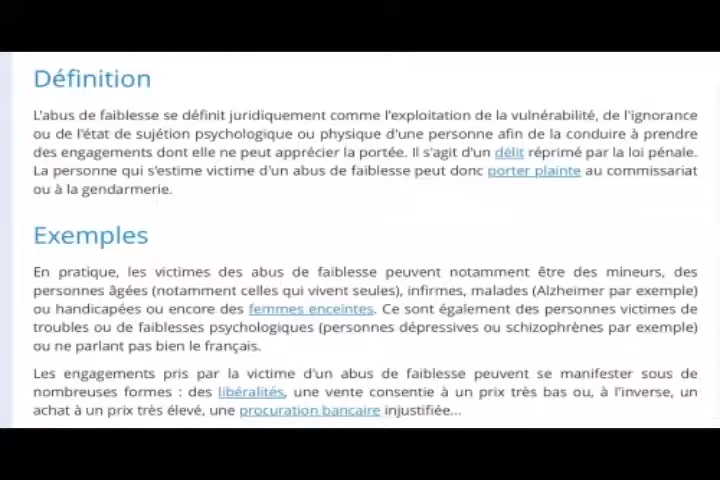 Définition
L'abus de faiblesse se définit juridiquement comme l'exploitation de la vulnérabilité, de l'ignorance
ou de l'état de sujétion psychologique ou physique d'une personne afin de la conduire à prendre
des engagements dont elle ne peut apprécier la portée. Il s'agit d'un délit réprimé par la loi pénale.
La personne qui s'estime victime d'un abus de faiblesse peut donc porter plainte au commissariat
ou à la gendarmerie.
Exemples
En pratique, les victimes des abus de faiblesse peuvent notamment être des mineurs, des
personnes âgées (notamment celles qui vivent seules), infirmes, malades (Alzheimer par exemple)
ou handicapées ou encore des femmes enceintes. Ce sont également des personnes victimes de
troubles ou de faiblesses psychologiques (personnes dépressives ou schizophrènes par exemple)
ou ne parlant pas bien le français.
Les engagements pris par la victime d'un abus de faiblesse peuvent se manifester sous de
nombreuses formes : des libéralités, une vente consentie à un prix très bas ou, à l'inverse, un
achat à un prix très élevé, une procuration bancaire injustifiée...